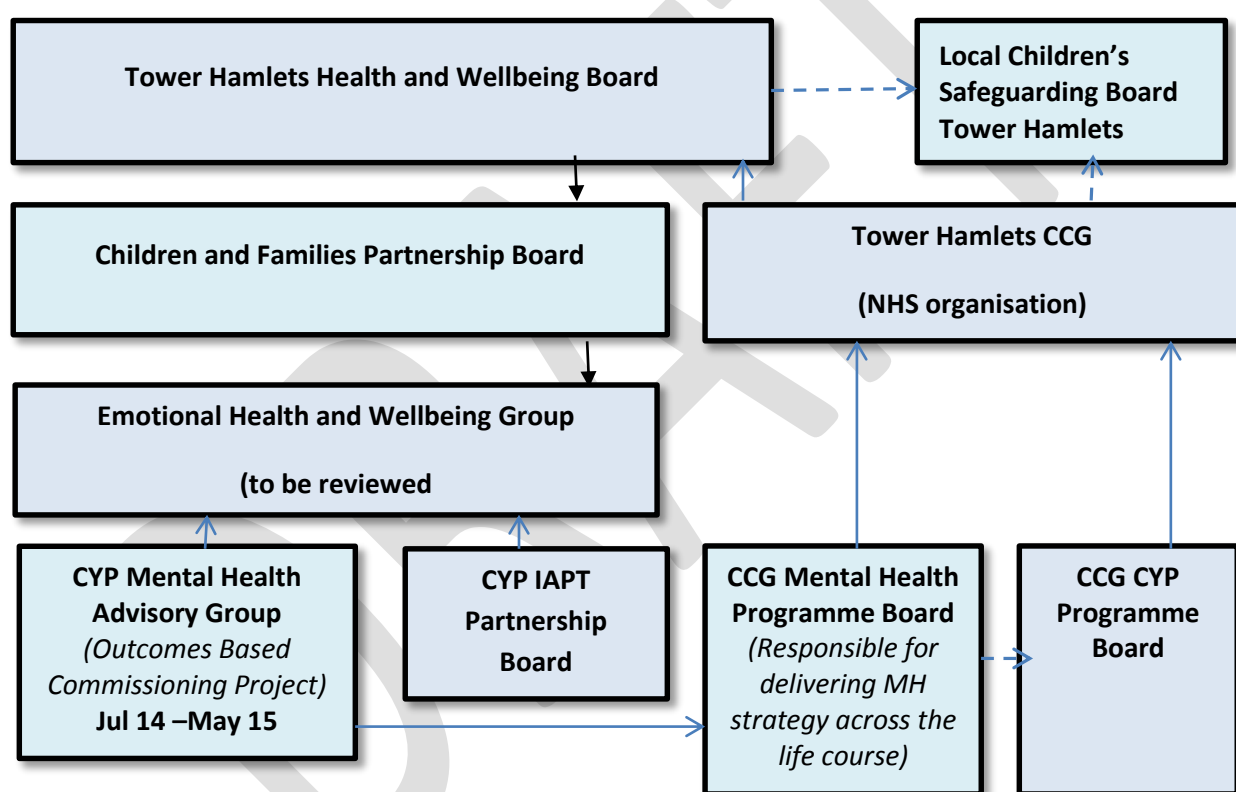 Tower Hamlets Health and Wellbeing Board
Local Children’s
Safeguarding Board
Tower Hamlets
Children and Families Partnership Board
Tower Hamlets CCG
(NHS organisation)
Emotional Health and Wellbeing Group
(to be reviewed
CYP Mental Health
Advisory Group
(Outcomes Based
Commissioning Project)
Jul 14 –May 15
CYP IAPT
Partnership
Board
CCG Mental Health
Programme Board
(Responsible for
delivering MH
strategy across the
life course)
CCG CYP
Programme
Board
DRAFT